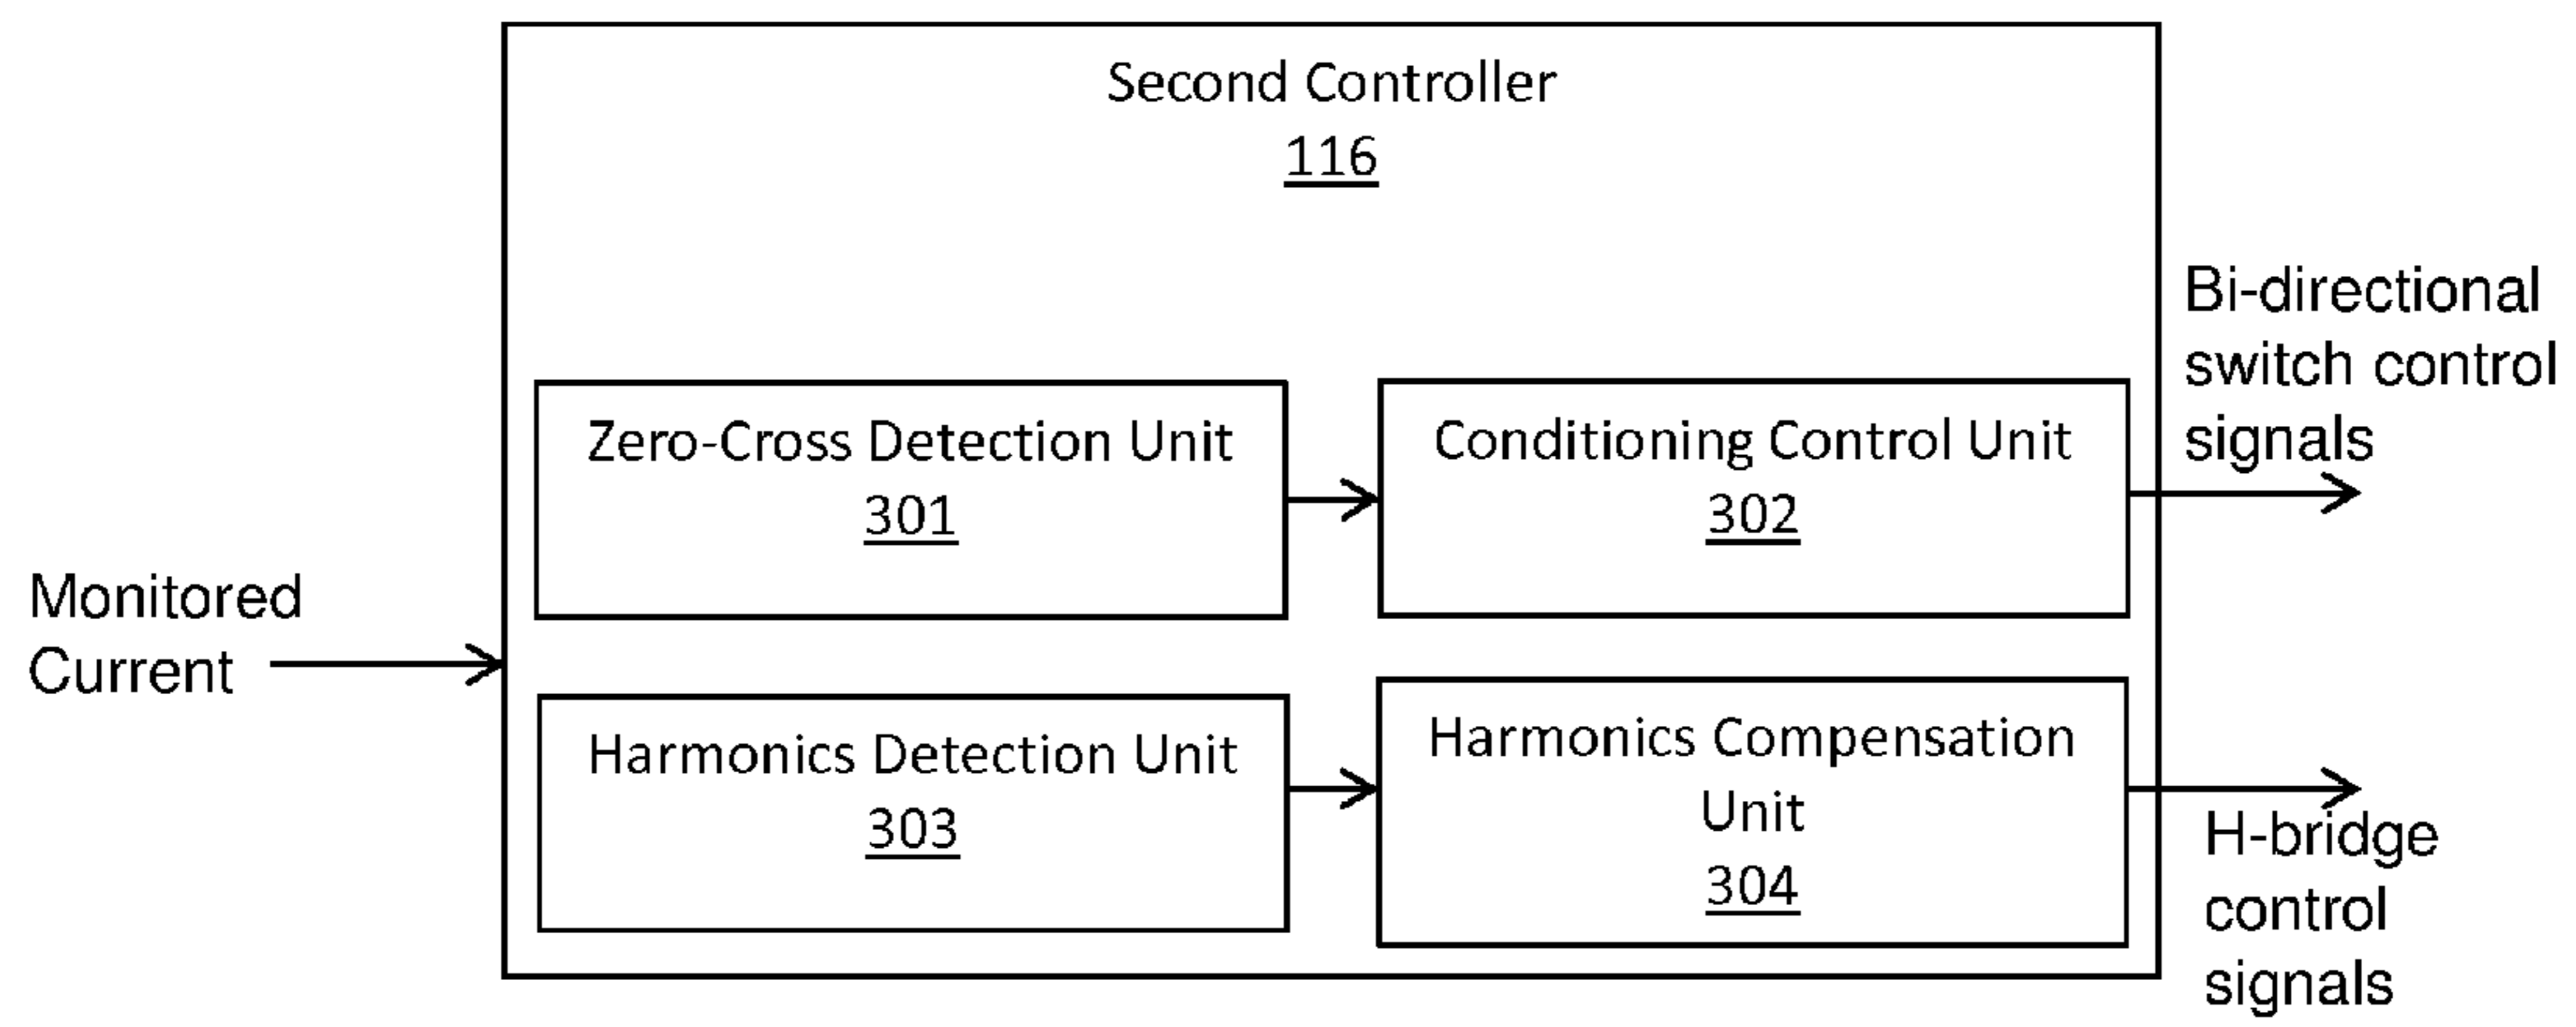 Second Controller
116
Bi-directional
switch control
signals
Zero-Cross Detection Unit
301
Conditioning Control Unit
302
Monitored
Current
Harmonics Detection Unit
303
Harmonics Compensation
Unit
304
H-bridge
control
signals